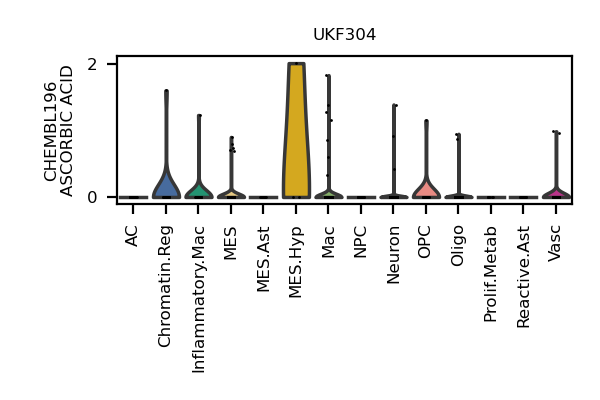 UKF304
CHEMBL196
ASCORBIC ACID
2
0
AC
Chromatin.Reg
Inflammatory.Mac
MES
MES.Ast
MES.Hyp
Mac
NPC
Neuron
OPC
Oligo
Prolif.Metab
Reactive.Ast
Vasc